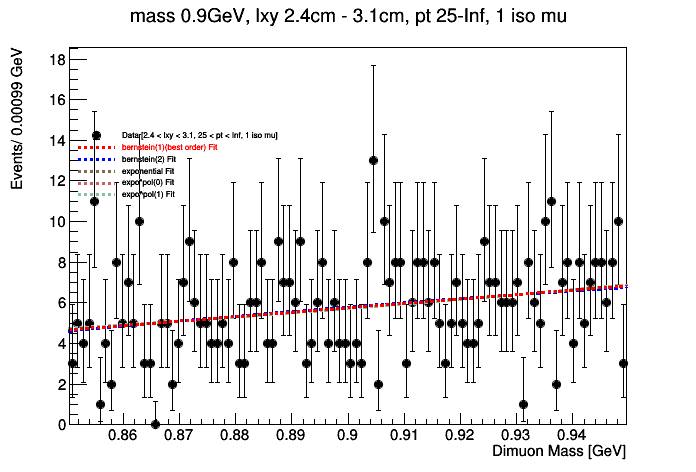 mass 0.9GeV, lxy 2.4cm - 3.1cm, pt 25-Inf, 1 iso mu
Events/ 0.00099 GeV
18
16
14
12
10
8
6
4
2
0
Datar[2.4 < lxy < 3.1, 25 < pt < Inf, 1 iso mu]
bernstein(1)(best order) Fit
bernstein(2) Fit
exponential Fit
expo*pol(0) Fit
expo*pol(1) Fit
0.86 0.87 0.88 0.89 0.9 0.91 0.92 0.93 0.94
Dimuon Mass [GeV]